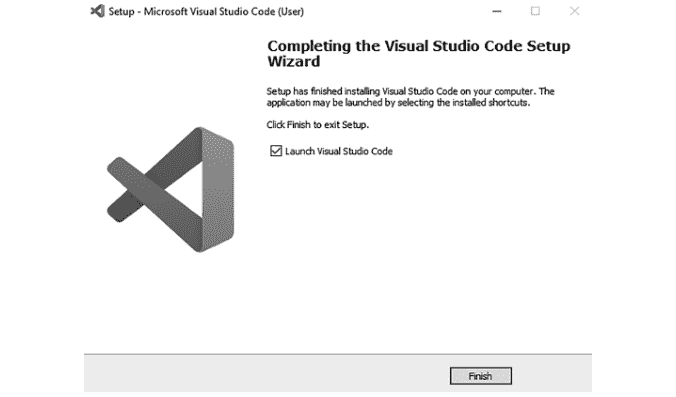 Setup - Microsoft Visual Studio Code (User)
Completing the Visual Studio Code Setup
Wizard
Setup has finished installing Visual Studio Code on your computer. The
application may be launched by selecting the installed shortcuts.
Click Finish to exit Setup.
Launch Visual Studio Code
Finish